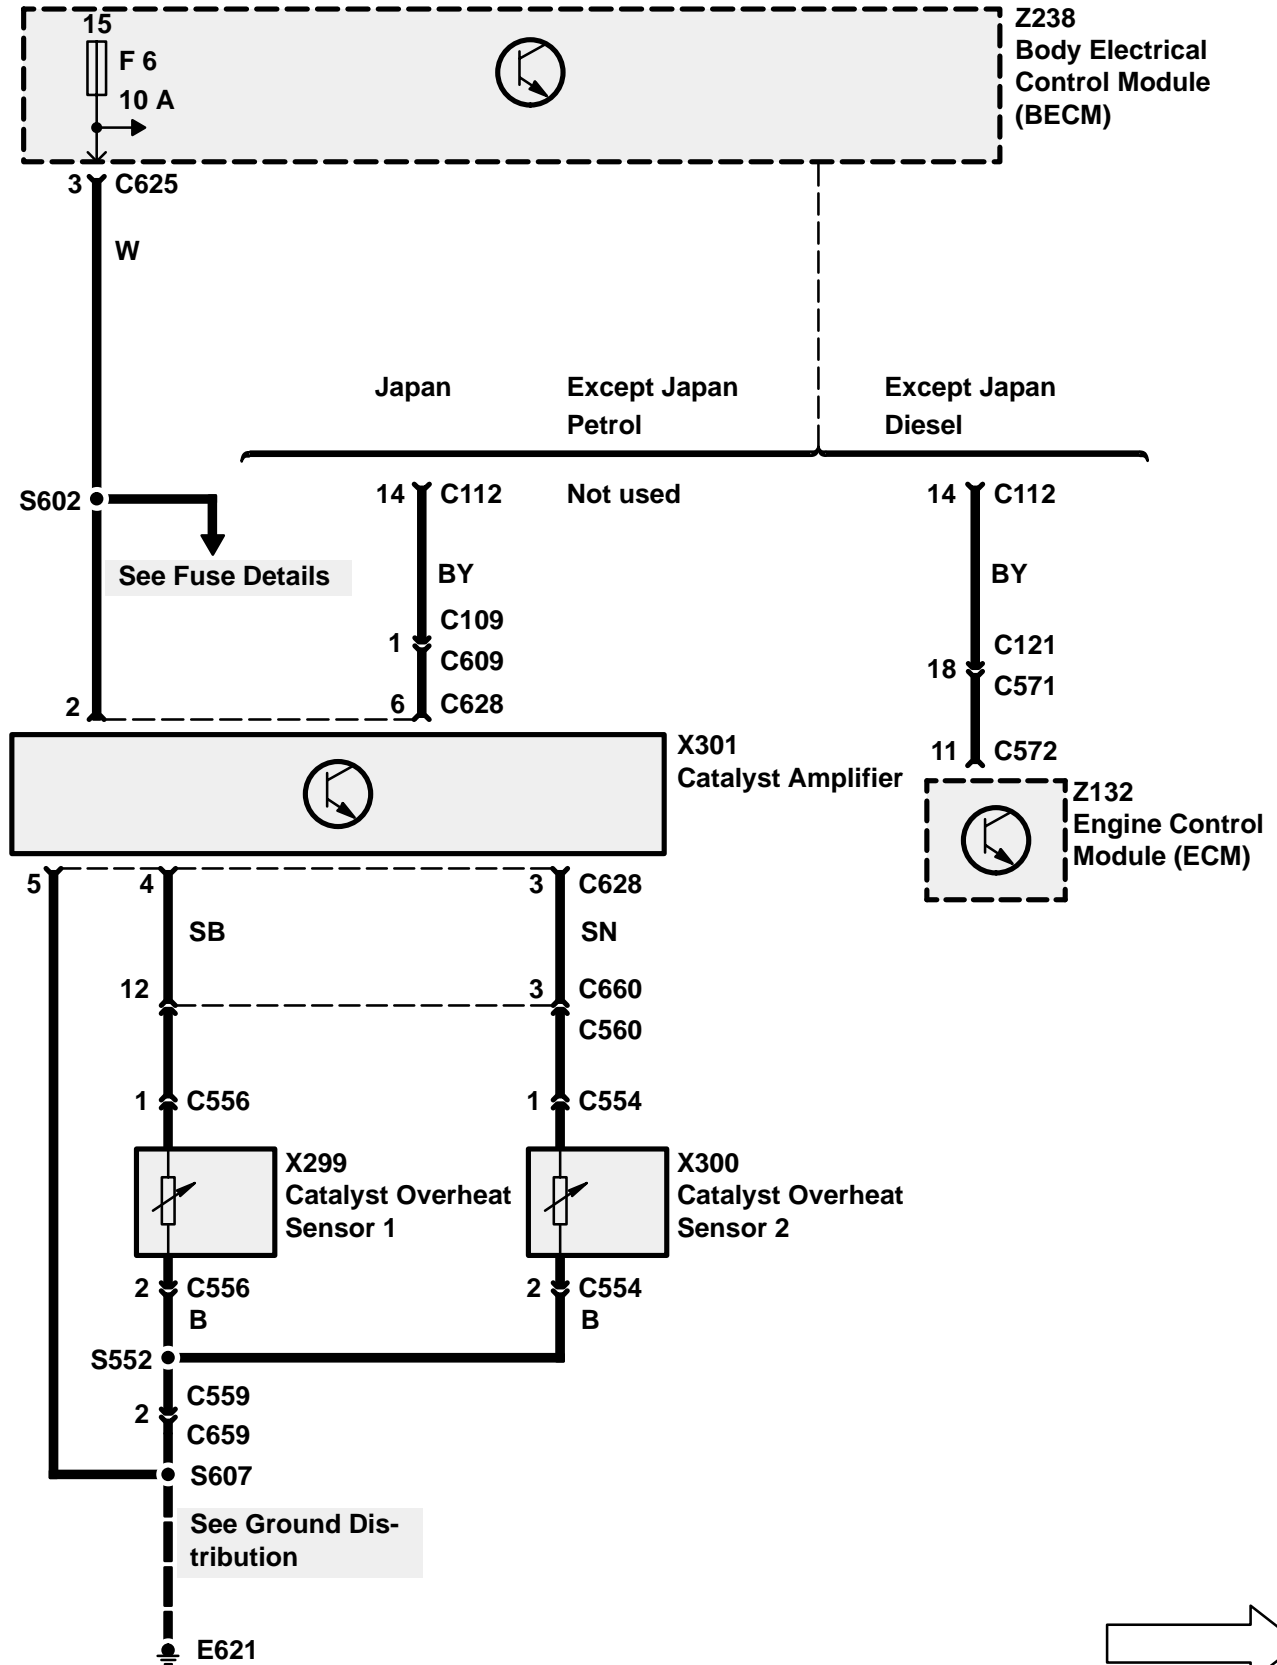 15
F 6
10 A
Z238
Body Electrical
Control Module
(BECM)
3 C625
W
Japan
Except Japan
Petrol
Except Japan
Diesel
S602
14 C112
Not used
14 C112
See Fuse Details
BY
BY
C109
1
C609
C121
18
C571
2
6 C628
X301
Catalyst Amplifier
11 C572
Z132
Engine Control
Module (ECM)
5
4
3 C628
SB
SN
12
3 C660
C560
1 C556
1 C554
X299
Catalyst Overheat
Sensor 1
X300
Catalyst Overheat
Sensor 2
2 C556
B
2 C554
B
S552
C559
2
C659
S607
See Ground Dis-
tribution
E621